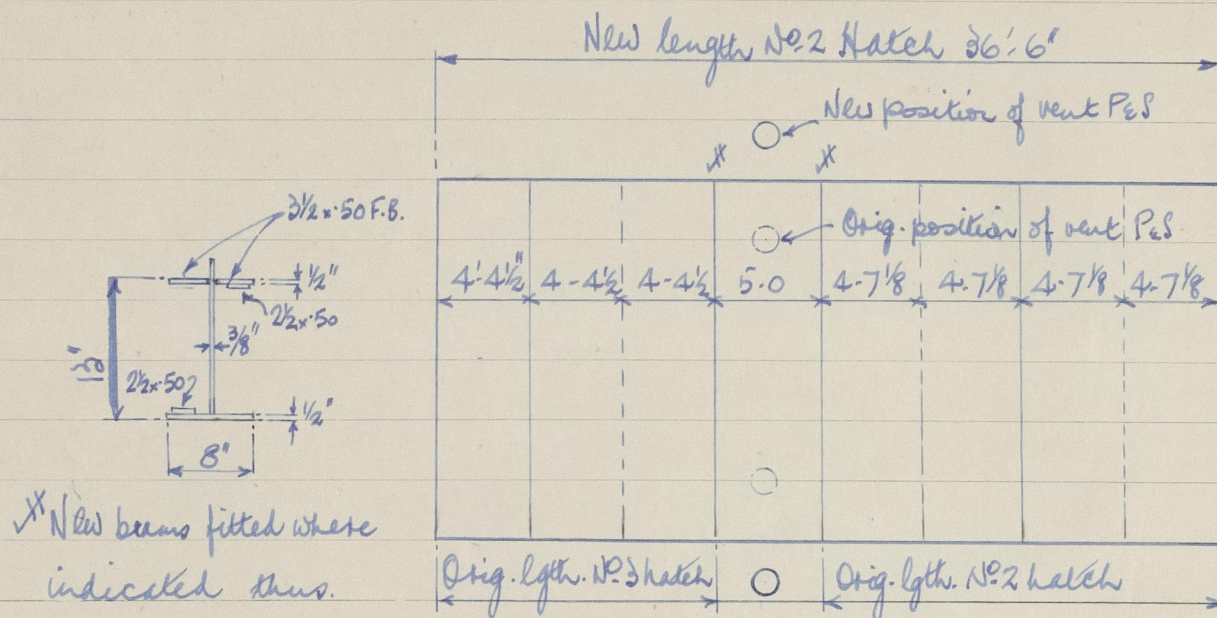 New length No. 2 Hatch 36'-6"
New position of vent P&S
Orig. position of vent P&S
4'-4½" 4-4½ 4-4½ 5.0 4-7⅛ 4-7⅛ 4-7⅛ 4-7⅛
3½ x .50 F.B.
½"
2½ x .50
⅜"
2½ x .50
½"
8"
X New beams fitted where
indicated thus.
Orig. lgth. No. 3 hatch
Orig. lgth. No. 2 hatch